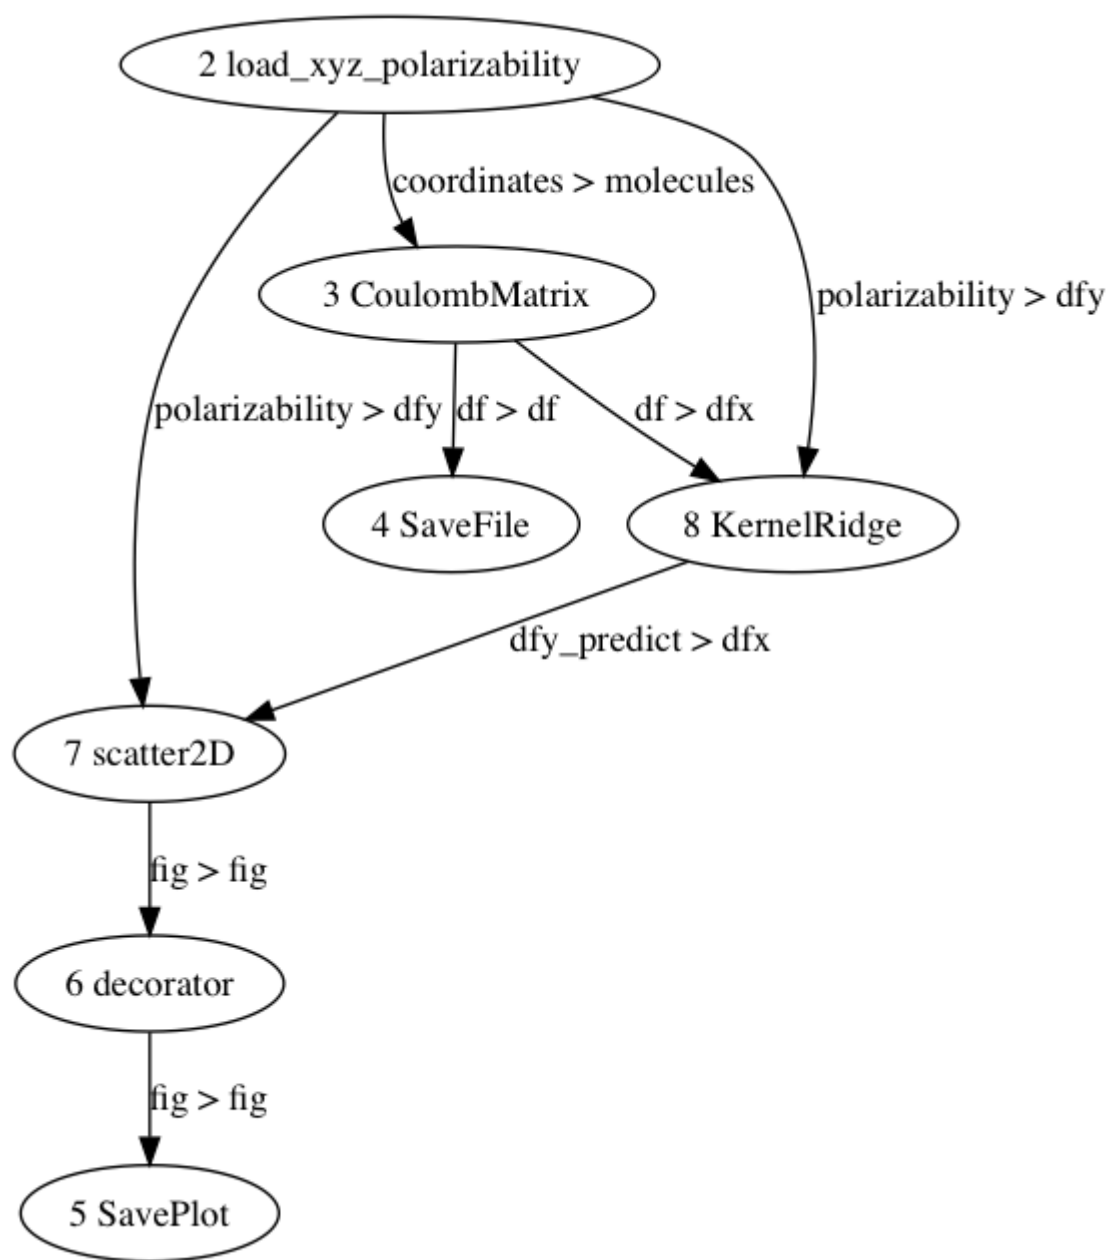 2 load_xyz_polarizability
coordinates > molecules
3 CoulombMatrix
polarizability > dfy
polarizability > dfy
df > df
df > dfx
4 SaveFile
8 KernelRidge
dfy_predict > dfx
7 scatter2D
fig > fig
6 decorator
fig > fig
5 SavePlot